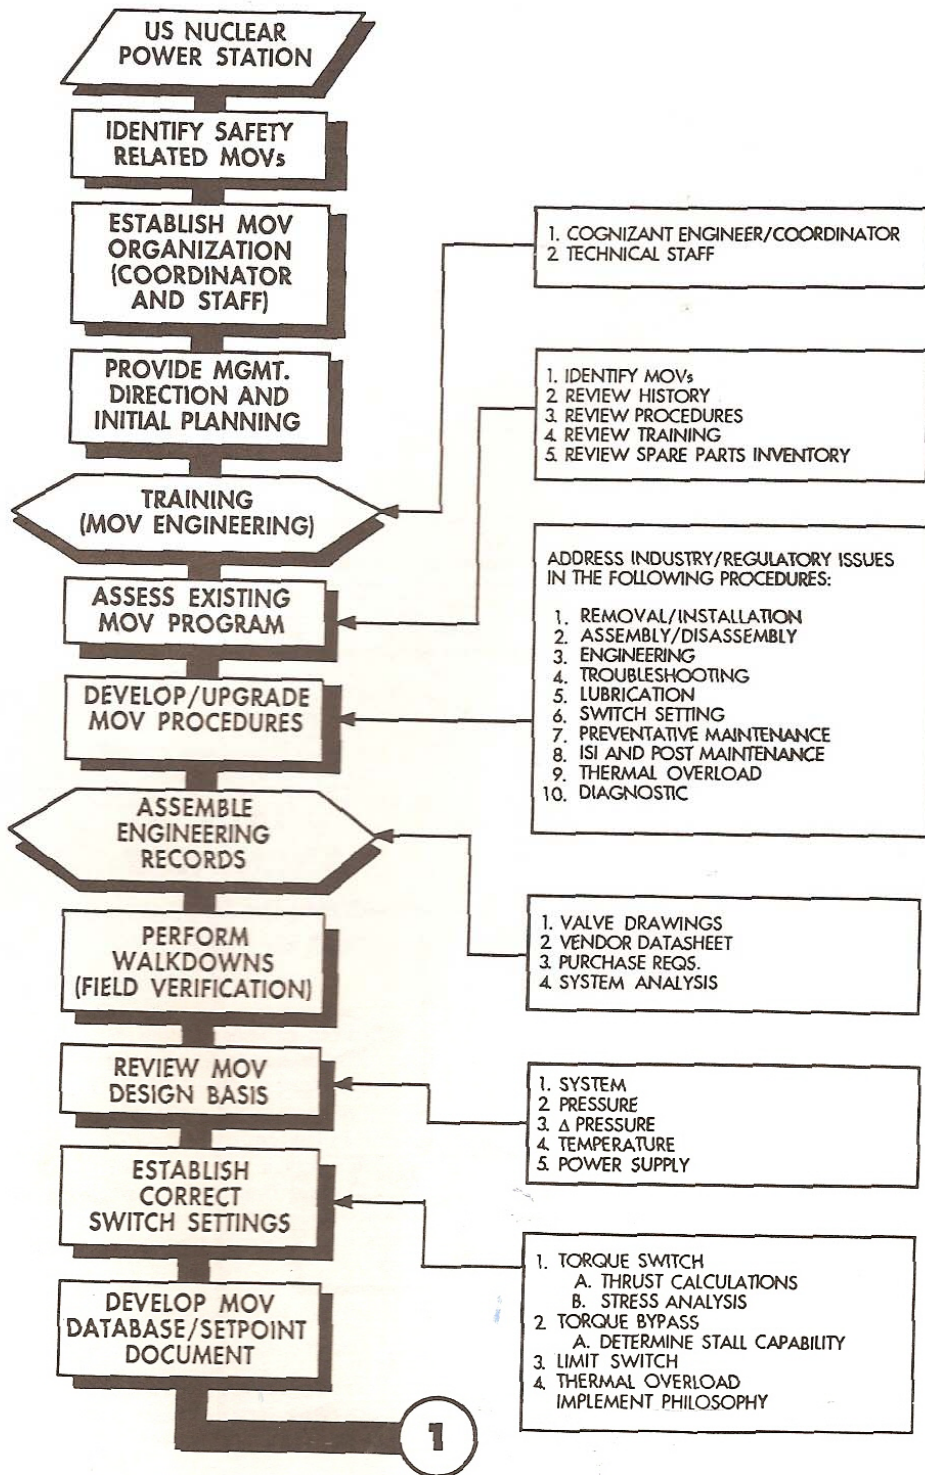 US NUCLEAR
POWER STATION
IDENTIFY SAFETY
RELATED MOVs
ESTABLISH MOV
ORGANIZATION
(COORDINATOR
AND STAFF)
1. COGNIZANT ENGINEER/COORDINATOR
2. TECHNICAL STAFF
PROVIDE MGMT.
DIRECTION AND
INITIAL PLANNING
1. IDENTIFY MOVs
2. REVIEW HISTORY
3. REVIEW PROCEDURES
4. REVIEW TRAINING
5. REVIEW SPARE PARTS INVENTORY
TRAINING
(MOV ENGINEERING)
ASSESS EXISTING
MOV PROGRAM
DEVELOP/UPGRADE
MOV PROCEDURES
ADDRESS INDUSTRY/REGULATORY ISSUES
IN THE FOLLOWING PROCEDURES:
1. REMOVAL/INSTALLATION
2. ASSEMBLY/DISASSEMBLY
3. ENGINEERING
4. TROUBLESHOOTING
5. LUBRICATION
6. SWITCH SETTING
7. PREVENTATIVE MAINTENANCE
8. ISI AND POST MAINTENANCE
9. THERMAL OVERLOAD
10. DIAGNOSTIC
ASSEMBLE
ENGINEERING
RECORDS
PERFORM
WALKDOWNS
(FIELD VERIFICATION)
1. VALVE DRAWINGS
2 VENDOR DATASHEET
3. PURCHASE REQS.
4. SYSTEM ANALYSIS
REVIEW MOV
DESIGN BASIS
1. SYSTEM
2. PRESSURE
3. Δ PRESSURE
4. TEMPERATURE
5. POWER SUPPLY
ESTABLISH
CORRECT
SWITCH SETTINGS
1. TORQUE SWITCH
A. THRUST CALCULATIONS
B. STRESS ANALYSIS
2 TORQUE BYPASS
A. DETERMINE STALL CAPABILITY
3. LIMIT SWITCH
4. THERMAL OVERLOAD
IMPLEMENT PHILOSOPHY
DEVELOP MOV
DATABASE/SETPOINT
DOCUMENT
1